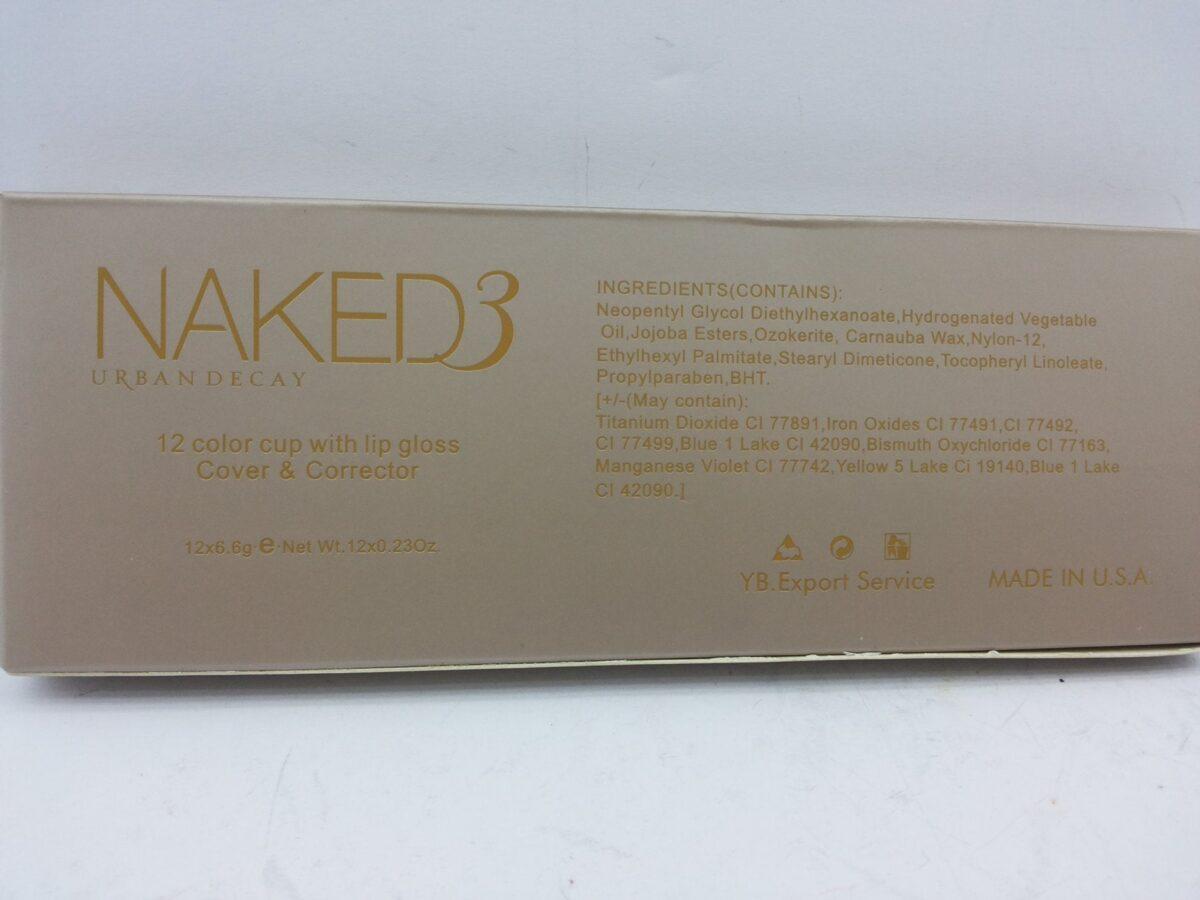 NAKED3
URBAN DECAY
12 color cup with lip gloss
Cover & Corrector
12x6.6g·e·Net Wt.12x0.23Oz.
INGREDIENTS(CONTAINS):
Neopentyl Glycol Diethylhexanoate,Hydrogenated Vegetable
Oil,Jojoba Esters,Ozokerite, Carnauba Wax,Nylon-12,
Ethylhexyl Palmitate,Stearyl Dimeticone,Tocopheryl Linoleate,
Propylparaben,BHT.
[+/-(May contain):
Titanium Dioxide CI 77891,Iron Oxides CI 77491,CI 77492,
CI 77499,Blue 1 Lake CI 42090,Bismuth Oxychloride CI 77163,
Manganese Violet CI 77742,Yellow 5 Lake Ci 19140,Blue 1 Lake
CI 42090.]
YB.Export Service
MADE IN U.S.A.